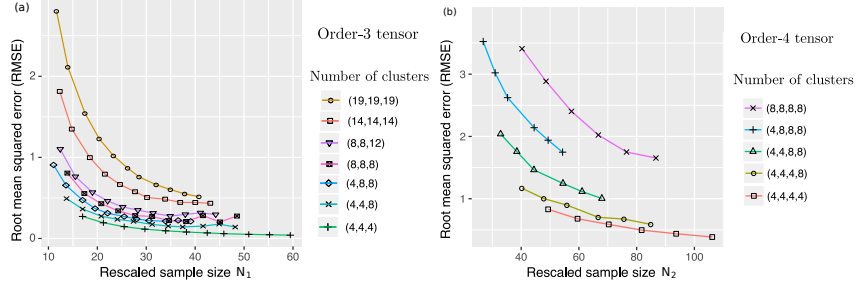 (a)
Root mean squared error (RMSE)
2
1
0
10 20 30 40 50 60
Rescaled sample size N1
Order-3 tensor
Number of clusters
(19,19,19)
(14,14,14)
(8,8,12)
(8,8,8)
(4,8,8)
(4,4,8)
(4,4,4)
(b)
Root mean squared error (RMSE)
3
2
1
40 60 80 100
Rescaled sample size N2
Order-4 tensor
Number of clusters
(8,8,8,8)
(4,8,8,8)
(4,4,8,8)
(4,4,4,8)
(4,4,4,4)